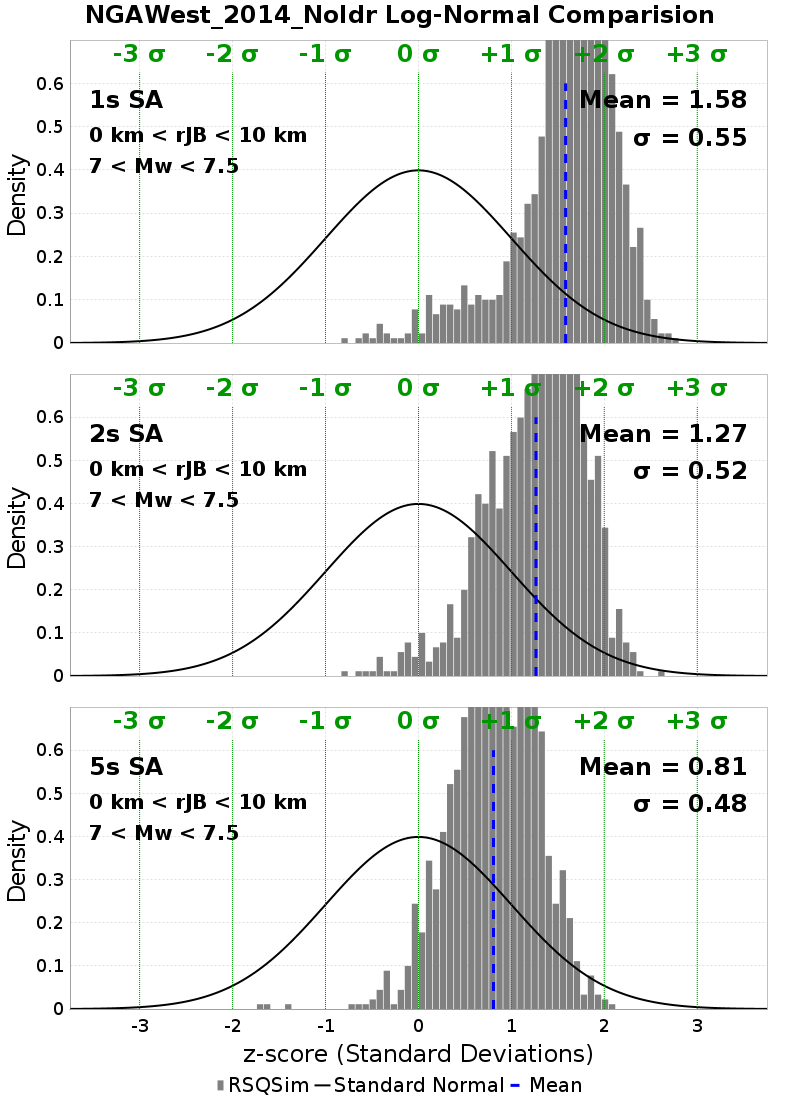 NGAWest_2014_NoIdr Log-Normal Comparision
-3 σ -2 σ -1 σ 0 σ +1 σ +2 σ +3 σ
1s SA
Mean = 1.58
0 km < rJB < 10 km
σ = 0.55
7 < Mw < 7.5
Density
0.6
0.5
0.4
0.3
0.2
0.1
0
-3 σ -2 σ -1 σ 0 σ +1 σ +2 σ +3 σ
2s SA
Mean = 1.27
0 km < rJB < 10 km
σ = 0.52
7 < Mw < 7.5
Density
0.6
0.5
0.4
0.3
0.2
0.1
0
-3 σ -2 σ -1 σ 0 σ +1 σ +2 σ +3 σ
5s SA
Mean = 0.81
0 km < rJB < 10 km
σ = 0.48
7 < Mw < 7.5
Density
0.6
0.5
0.4
0.3
0.2
0.1
0
-3 -2 -1 0 1 2 3
z-score (Standard Deviations)
RSQSim Standard Normal Mean